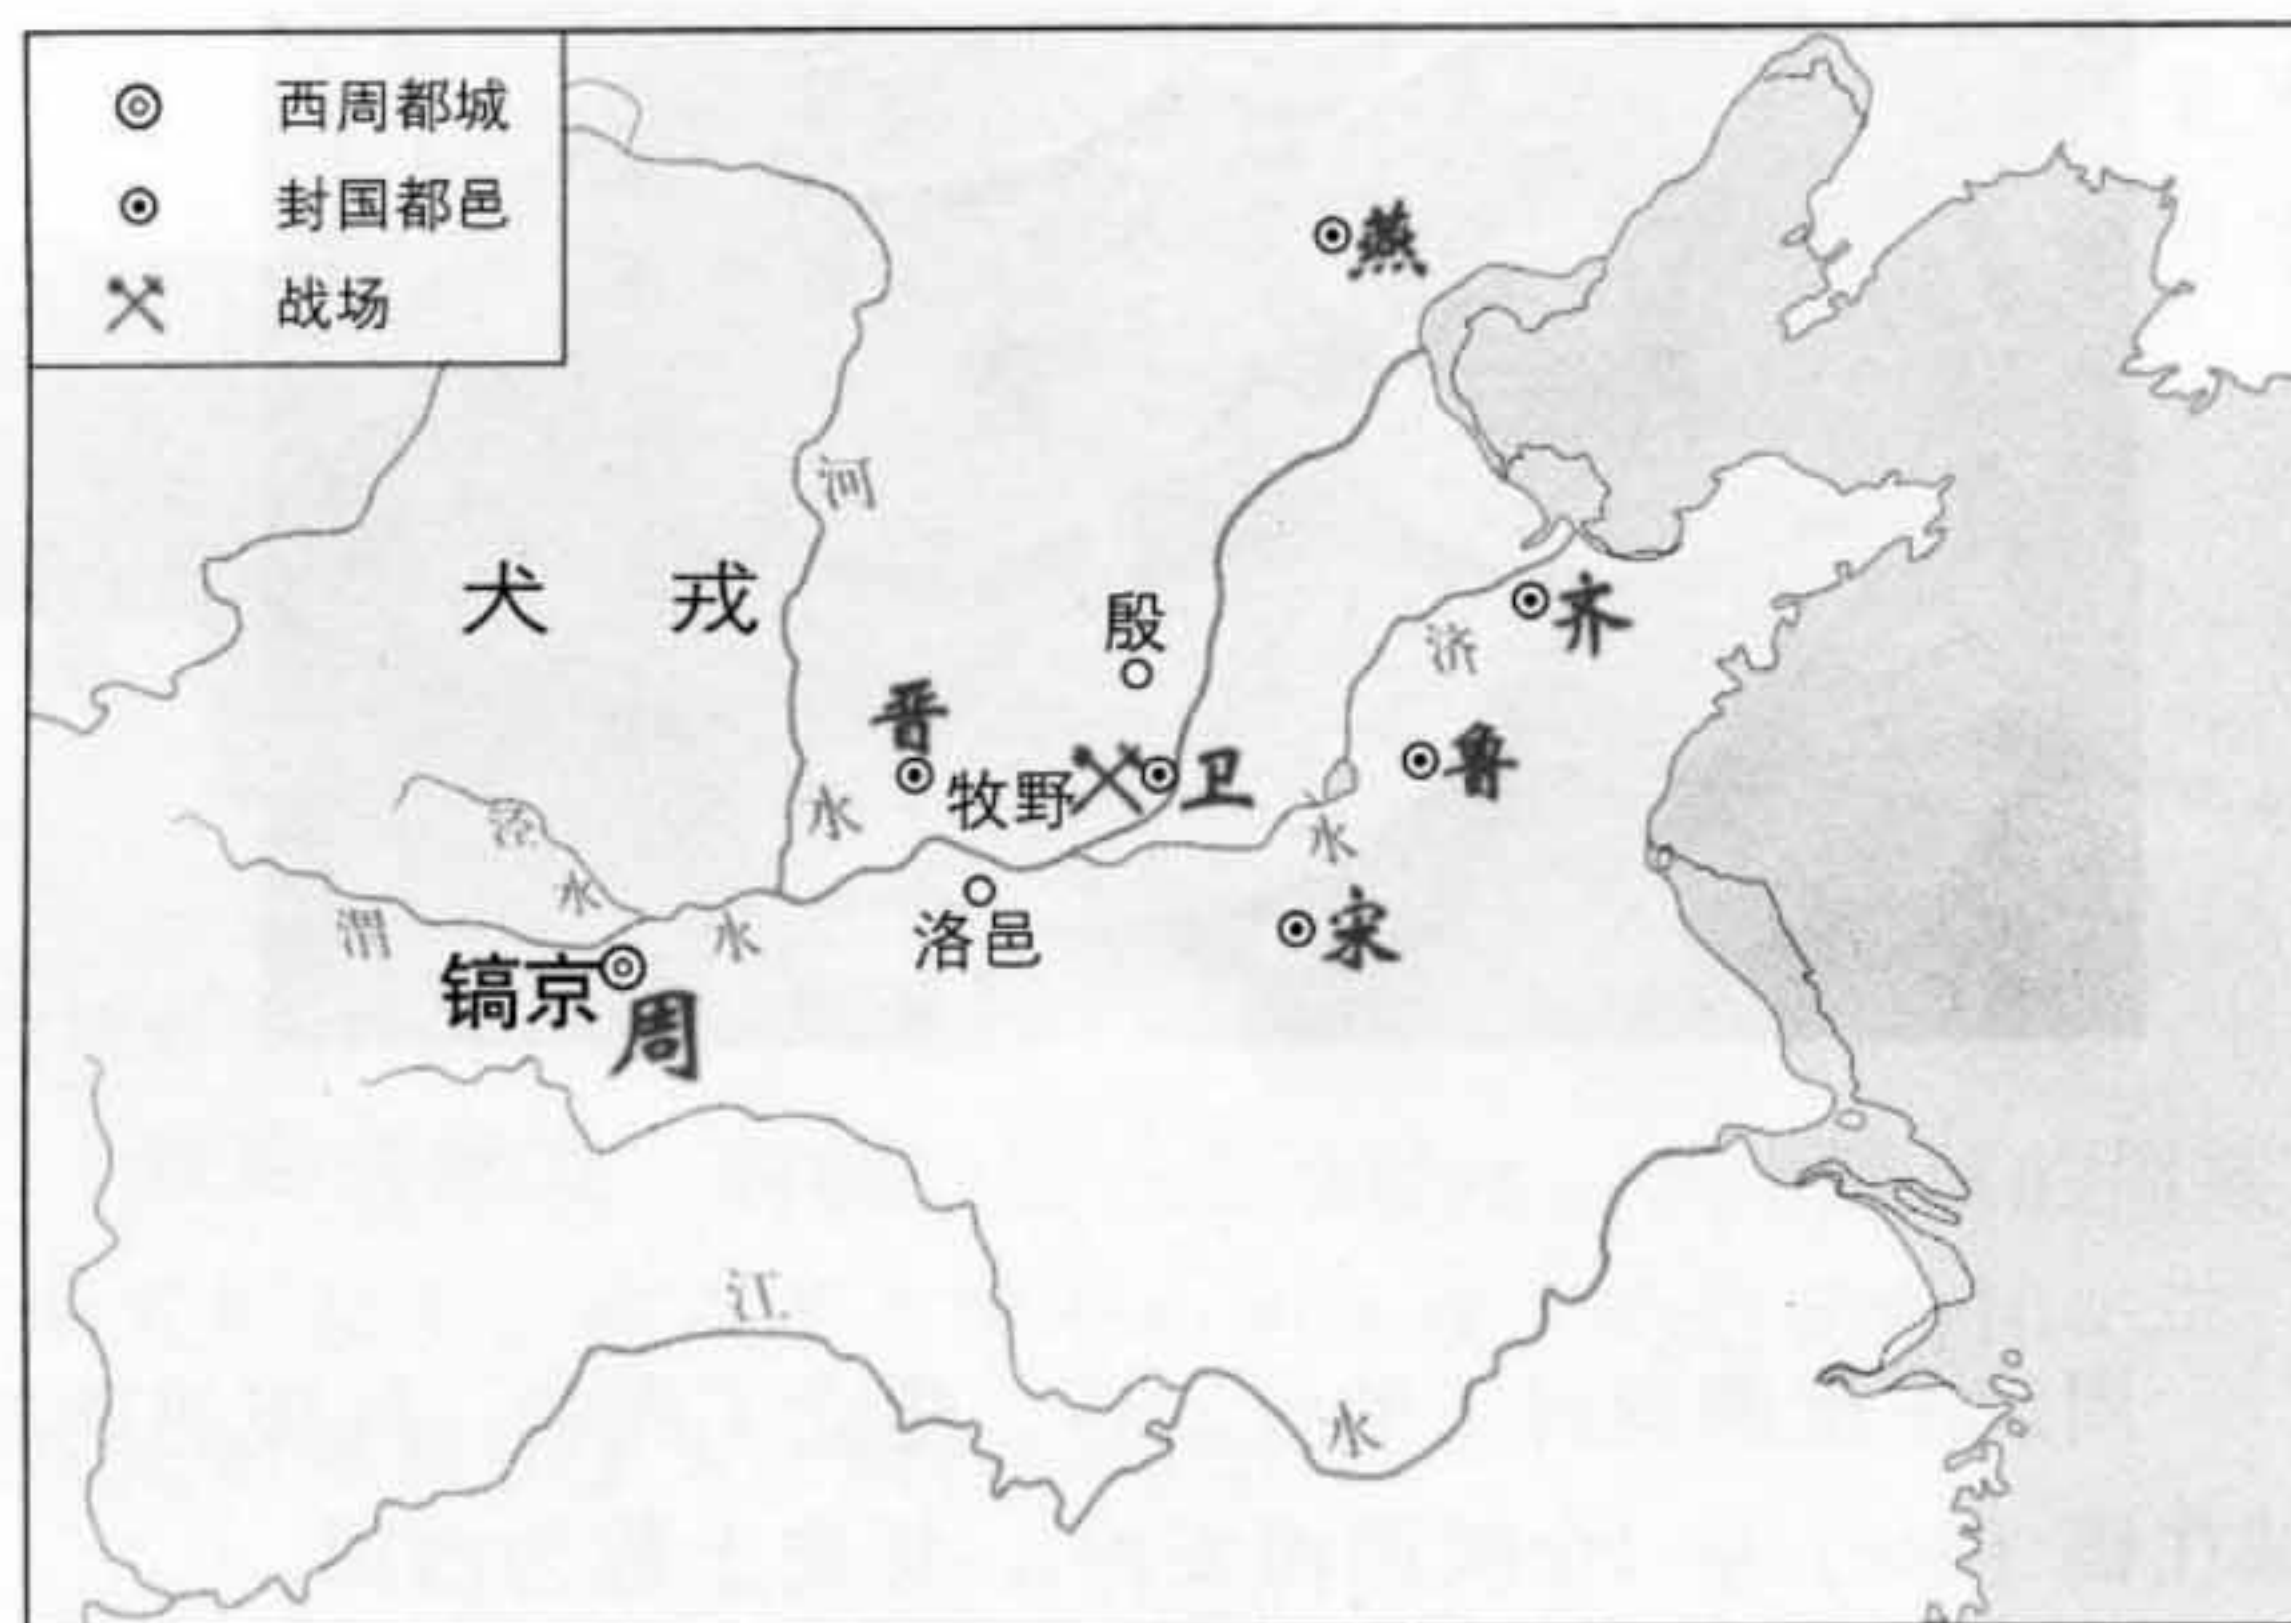 西周都城
封国都邑
战场
燕
河
犬 戎
殷
齐
济
晋
鲁
牧野
卫
水
泾
水
水
渭
水
洛邑
宋
镐京
周
江
水